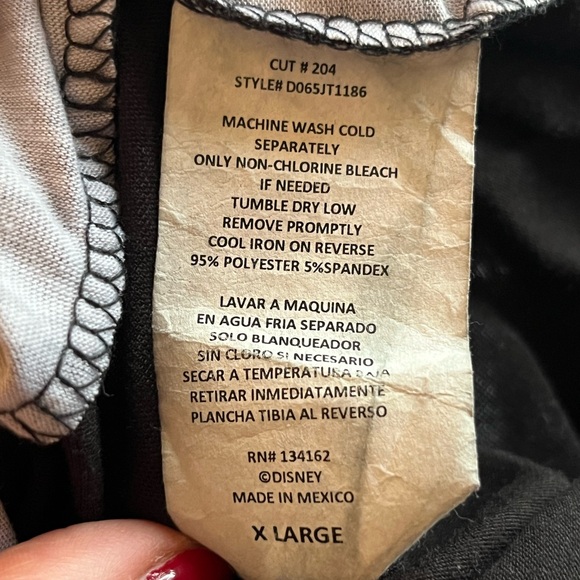 CUT # 204
STYLE# D065JT1186
MACHINE WASH COLD
SEPARATELY
ONLY NON-CHLORINE BLEACH
IF NEEDED
TUMBLE DRY LOW
REMOVE PROMPTLY
COOL IRON ON REVERSE
95% POLYESTER 5%SPANDEX
LAVAR A MAQUINA
EN AGUA FRIA SEPARADO
SOLO BLANQUEADOR
SIN CLORO SI NECESARIO
SECAR A TEMPERATURA BAJA
RETIRAR INMEDIATAMENTE
PLANCHA TIBIA AL REVERSO
RN# 134162
©DISNEY
MADE IN MEXICO
X LARGE